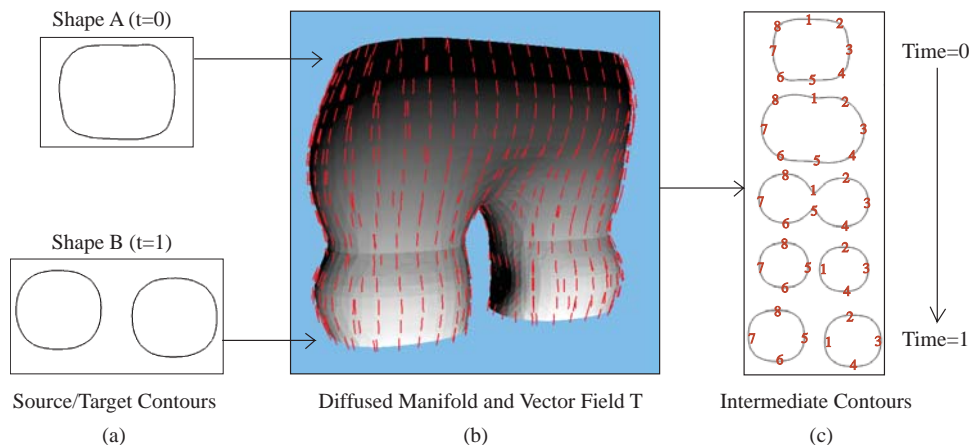 Shape A (t=0)
Shape B (t=1)
Source/Target Contours
(a)
Diffused Manifold and Vector Field T
(b)
8 1 2
7 3
6 5 4
8 1 2
7 3
6 5 4
8 1 2
7 3
6 5 4
8 2
7 5 1 3
6 4
8 2
7 5 1 3
6 4
Time=0
Time=1
Intermediate Contours
(c)